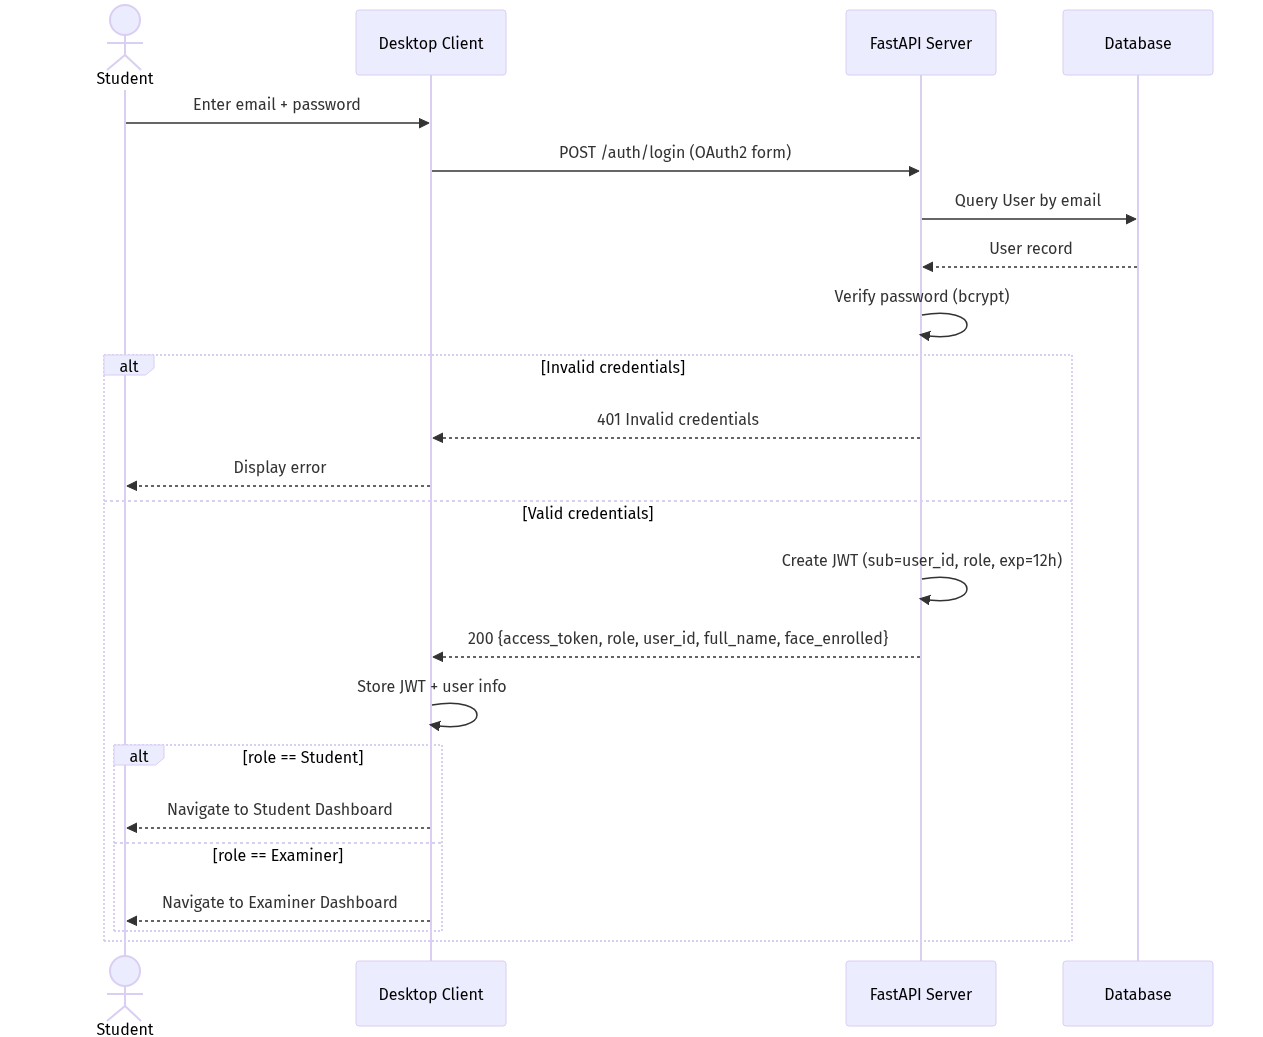 Student
Desktop Client
FastAPI Server
Database
Enter email + password
POST /auth/login (OAuth2 form)
Query User by email
User record
Verify password (bcrypt)
alt
[Invalid credentials]
401 Invalid credentials
Display error
[Valid credentials]
Create JWT (sub=user_id, role, exp=12h)
200 {access_token, role, user_id, full_name, face_enrolled}
Store JWT + user info
alt
[role == Student]
Navigate to Student Dashboard
[role == Examiner]
Navigate to Examiner Dashboard
Student
Desktop Client
FastAPI Server
Database